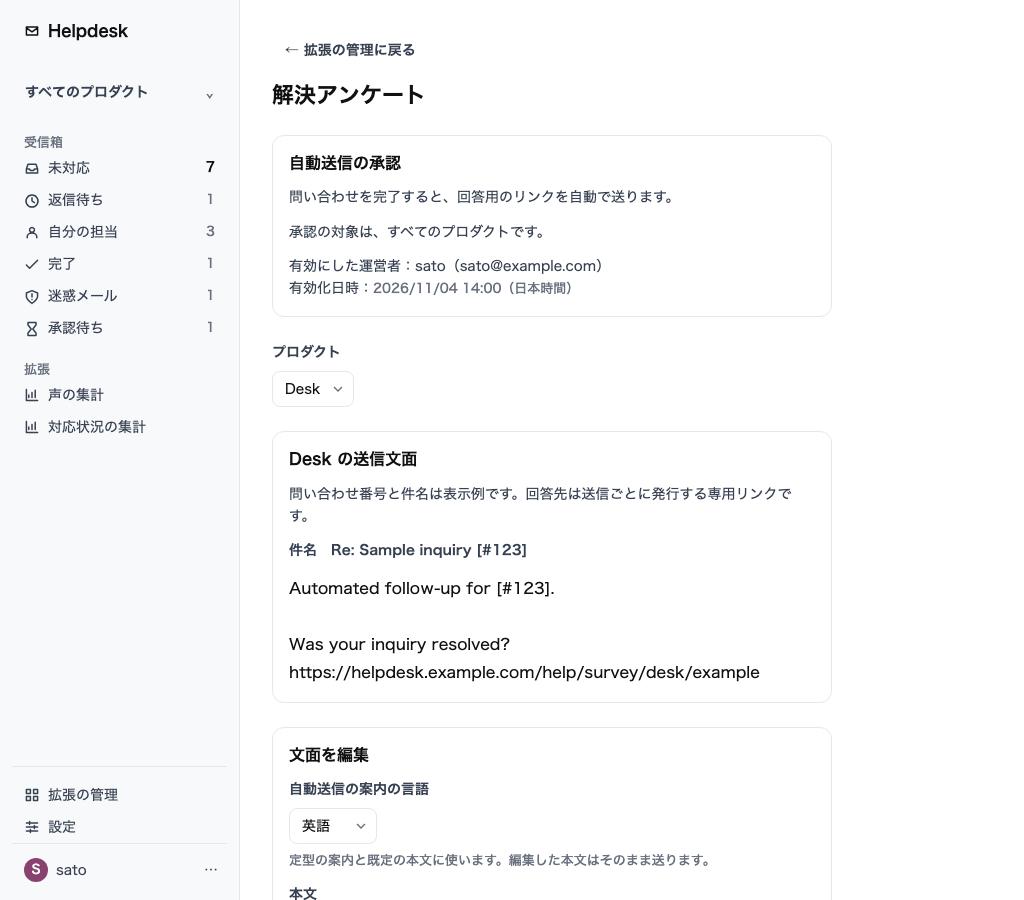 Helpdesk
すべてのプロダクト
受信箱
未対応 7
返信待ち 1
自分の担当 3
完了 1
迷惑メール 1
承認待ち 1
拡張
声の集計
対応状況の集計
拡張の管理
設定
S sato ...
← 拡張の管理に戻る
解決アンケート
自動送信の承認
問い合わせを完了すると、回答用のリンクを自動で送ります。
承認の対象は、すべてのプロダクトです。
有効にした運営者：sato（sato@example.com）
有効化日時：2026/11/04 14:00（日本時間）
プロダクト
Desk
Desk の送信文面
問い合わせ番号と件名は表示例です。回答先は送信ごとに発行する専用リンクで
す。
件名 Re: Sample inquiry [#123]
Automated follow-up for [#123].
Was your inquiry resolved?
https://helpdesk.example.com/help/survey/desk/example
文面を編集
自動送信の案内の言語
英語
定型の案内と既定の本文に使います。編集した本文はそのまま送ります。
本文